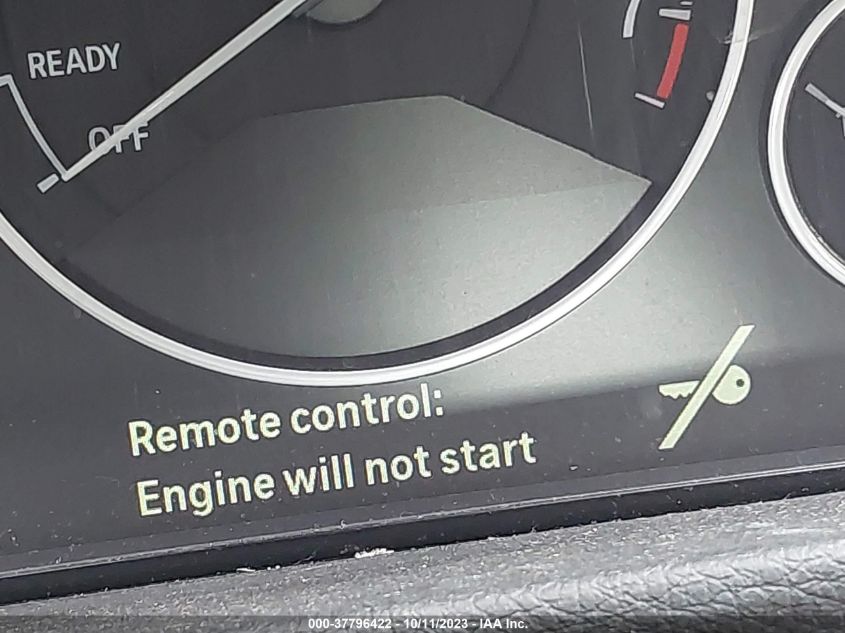 READY
OFF
Remote control:
Engine will not start
000-37796422 - 10/11/2023 - IAA Inc.